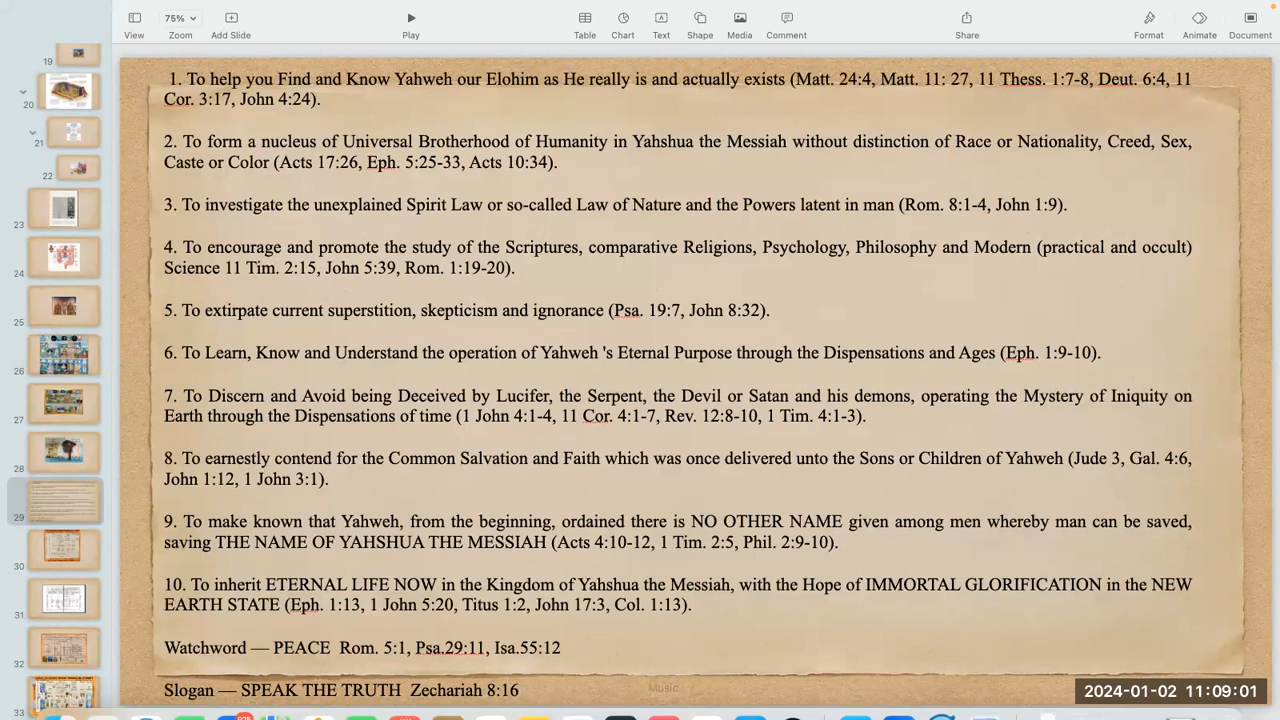 75%
View
Zoom
Add Slide
Play
Table
Chart
Text
Shape
Media
Comment
Share
Format
Animate
Document
19
20
21
22
23
24
25
26
27
28
29
30
31
32
33
1. To help you Find and Know Yahweh our Elohim as He really is and actually exists (Matt. 24:4, Matt. 11: 27, 11 Thess. 1:7-8, Deut. 6:4, 11
Cor. 3:17, John 4:24).
2. To form a nucleus of Universal Brotherhood of Humanity in Yahshua the Messiah without distinction of Race or Nationality, Creed, Sex,
Caste or Color (Acts 17:26, Eph. 5:25-33, Acts 10:34).
3. To investigate the unexplained Spirit Law or so-called Law of Nature and the Powers latent in man (Rom. 8:1-4, John 1:9).
4. To encourage and promote the study of the Scriptures, comparative Religions, Psychology, Philosophy and Modern (practical and occult)
Science 11 Tim. 2:15, John 5:39, Rom. 1:19-20).
5. To extirpate current superstition, skepticism and ignorance (Psa. 19:7, John 8:32).
6. To Learn, Know and Understand the operation of Yahweh 's Eternal Purpose through the Dispensations and Ages (Eph. 1:9-10).
7. To Discern and Avoid being Deceived by Lucifer, the Serpent, the Devil or Satan and his demons, operating the Mystery of Iniquity on
Earth through the Dispensations of time (1 John 4:1-4, 11 Cor. 4:1-7, Rev. 12:8-10, 1 Tim. 4:1-3).
8. To earnestly contend for the Common Salvation and Faith which was once delivered unto the Sons or Children of Yahweh (Jude 3, Gal. 4:6,
John 1:12, 1 John 3:1).
9. To make known that Yahweh, from the beginning, ordained there is NO OTHER NAME given among men whereby man can be saved,
saving THE NAME OF YAHSHUA THE MESSIAH (Acts 4:10-12, 1 Tim. 2:5, Phil. 2:9-10).
10. To inherit ETERNAL LIFE NOW in the Kingdom of Yahshua the Messiah, with the Hope of IMMORTAL GLORIFICATION in the NEW
EARTH STATE (Eph. 1:13, 1 John 5:20, Titus 1:2, John 17:3, Col. 1:13).
Watchword — PEACE Rom. 5:1, Psa.29:11, Isa.55:12
Slogan — SPEAK THE TRUTH Zechariah 8:16
Music
2024-01-02 11:09:01